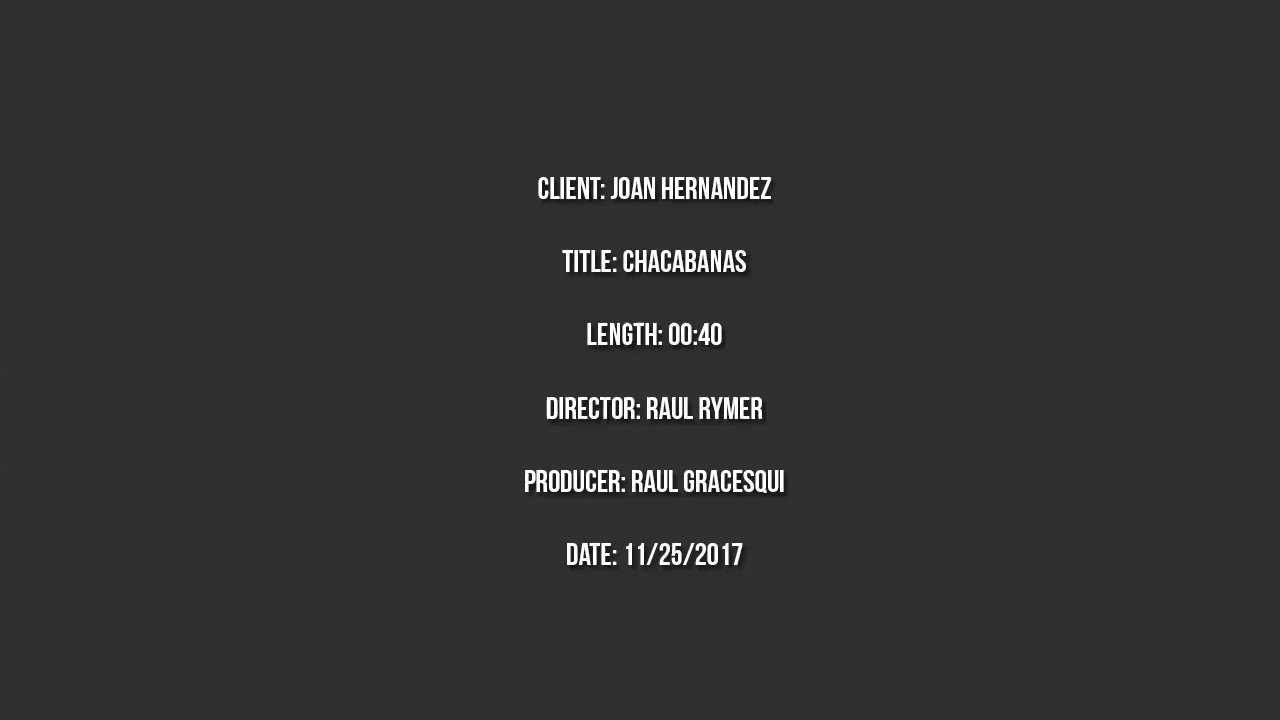 CLIENT: JOAN HERNANDEZ
TITLE: CHACABANAS
LENGTH: 00:40
DIRECTOR: RAUL RYMER
PRODUCER: RAUL GRACESQUI
DATE: 11/25/2017